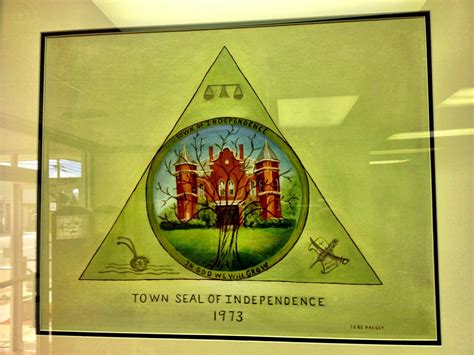 TOWN OF INDEPENDENCE
IN GOD WE WILL GROW
TOWN SEAL OF INDEPENDENCE
1973